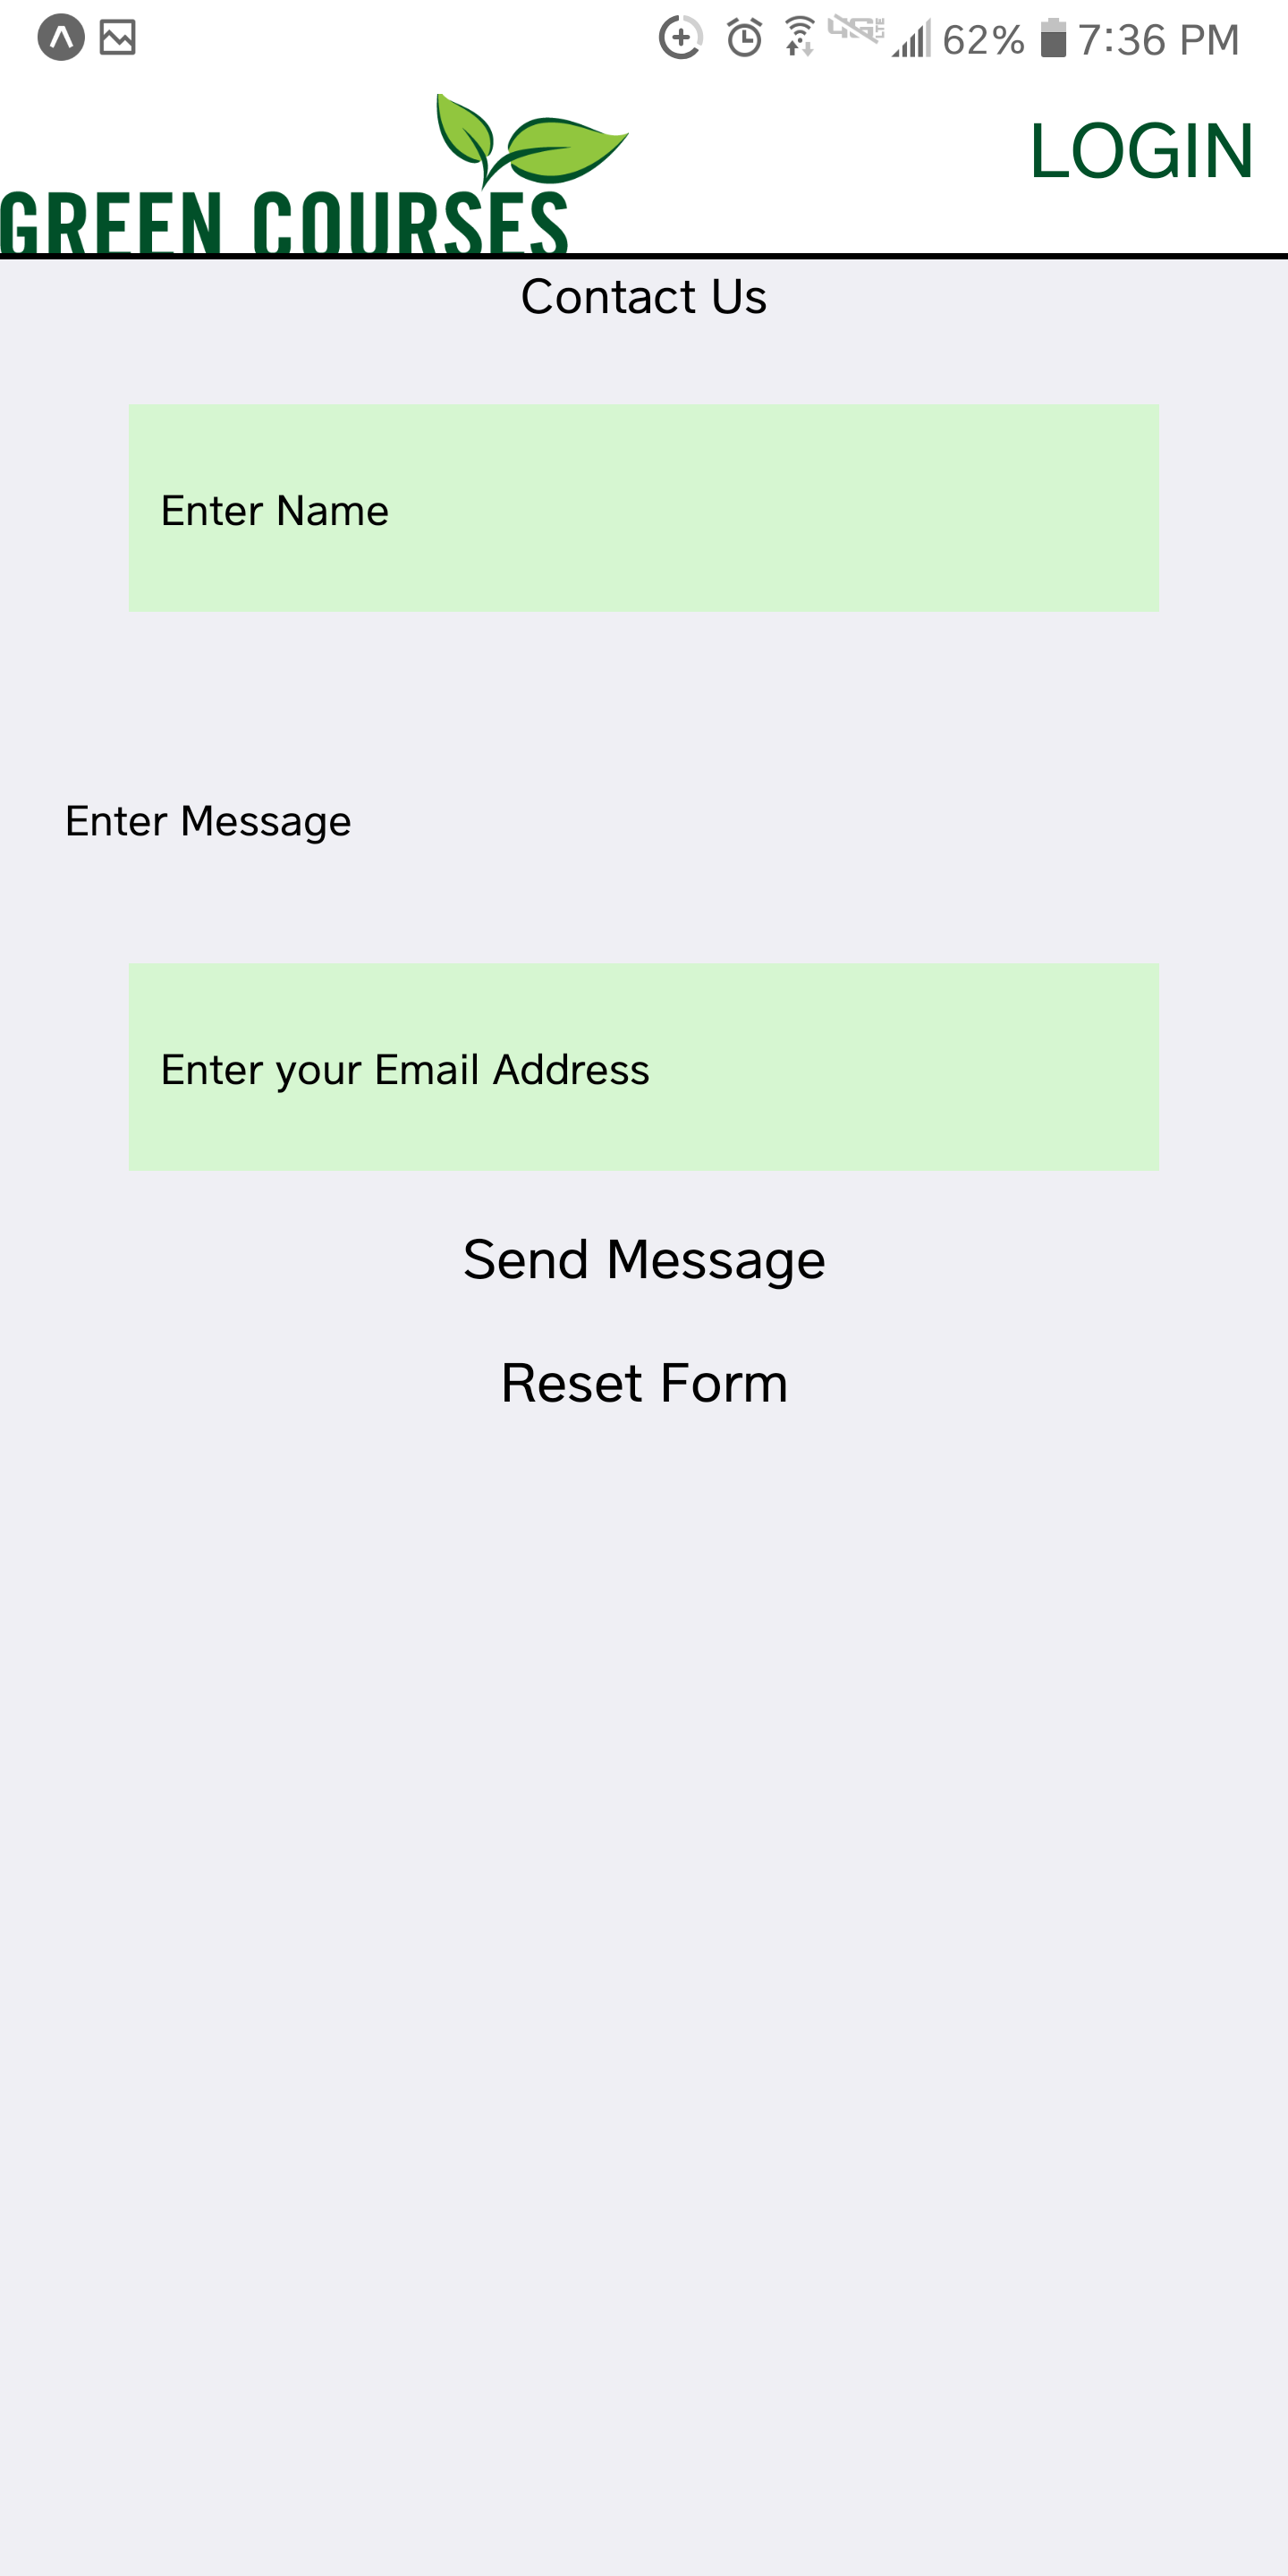 62% 7:36 PM
LOGIN
GREEN COURSES
Contact Us
Enter Name
Enter Message
Enter your Email Address
Send Message
Reset Form